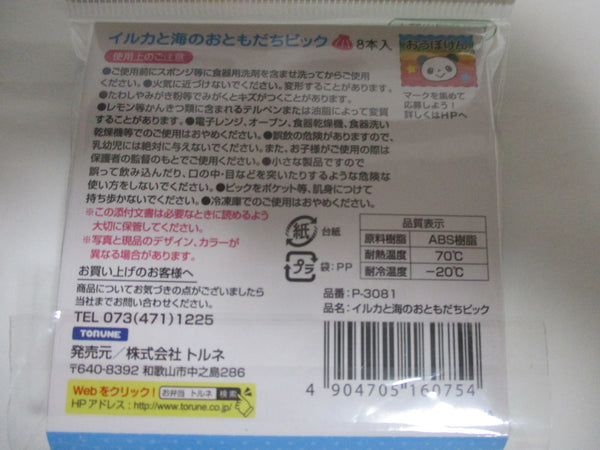 イルカと海のおともだちピック 8本入
おうぼけん
使用上のご注意
●ご使用前にスポンジ等に食器用洗剤を含ませ洗ってからご使用
ください。●火気に近づけないでください。変形することがあります。
●たわしやみがき粉等でみがくとキズがつくことがあります。
●レモン等かんきつ類に含まれるテルペンまたは油脂によって変質
することがあります。●電子レンジ、オーブン、食器乾燥機、食器洗い
乾燥機等でのご使用はおやめください。●誤飲の危険がありますので、
乳幼児には絶対に与えないでください。また、お子様がご使用の際は
保護者の監督のもとでご使用ください。●小さな製品ですので
誤って飲み込んだり、口の中・目などを突いたりするような危険な
使い方をしないでください。●ピックをポケット等、肌身につけて
持ち歩かないでください。●冷凍庫でのご使用はおやめください。
※この添付文書は必要なときに読めるよう
大切に保管してください。
※写真と現品のデザイン、カラーが
異なる場合があります。
マークを集めて
応募しよう!
詳しくはHPへ
紙 台紙
プラ 袋:PP
品質表示
原料樹脂 ABS樹脂
耐熱温度 70℃
耐冷温度 −20℃
お買い上げのお客様へ
商品についてお気づきの点がございましたら
当社までお問い合わせください。
TEL 073(471)1225
TORUNE
発売元/株式会社 トルネ
〒640-8392 和歌山市中之島286
Webをクリック! お弁当 トルネ 検索
HPアドレス:http://www.torune.co.jp/
品番:P-3081
品名:イルカと海のおともだちピック
4 904705 160754